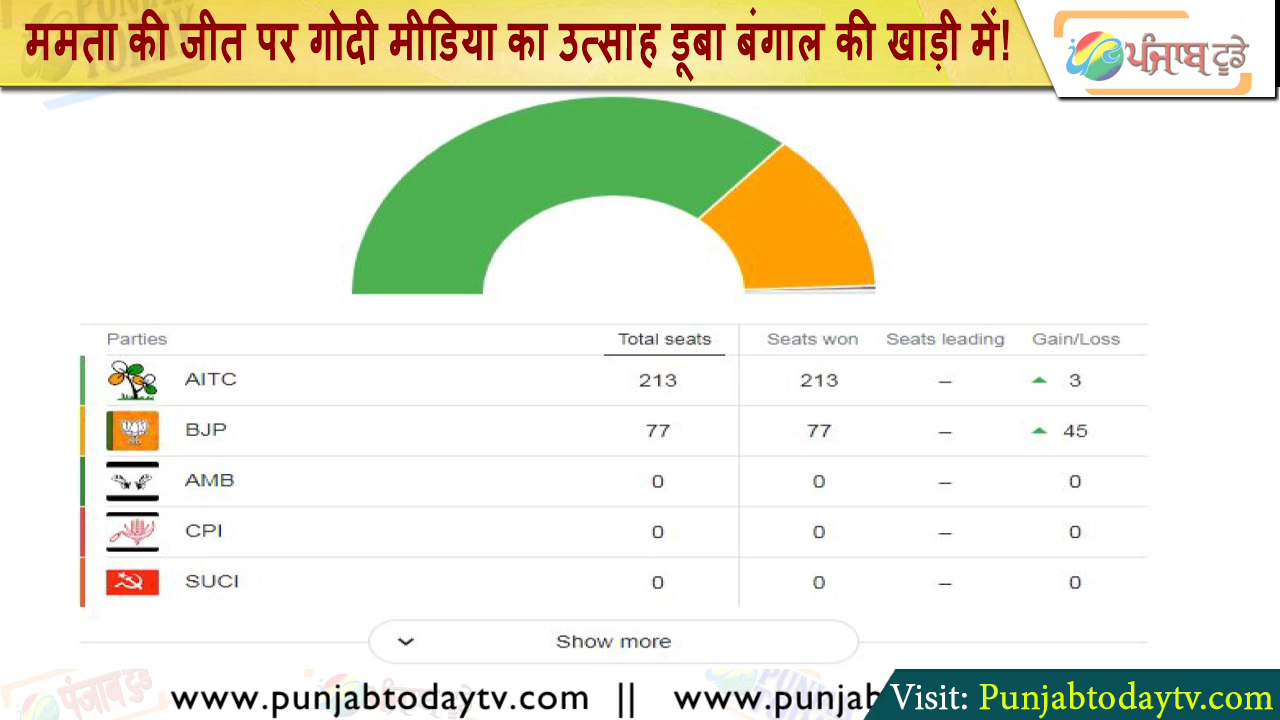 ममता की जीत पर गोदी मीडिया का उत्साह डूबा बंगाल की खाड़ी में!
ਪੰਜਾਬ ਟੂਡੇ
Parties Total seats Seats won Seats leading Gain/Loss
AITC 213 213 – 3
BJP 77 77 – 45
AMB 0 0 – 0
CPI 0 0 – 0
SUCI 0 0 – 0
Show more
www.punjabtodaytv.com || www.punjab
Visit: Punjabtodaytv.com